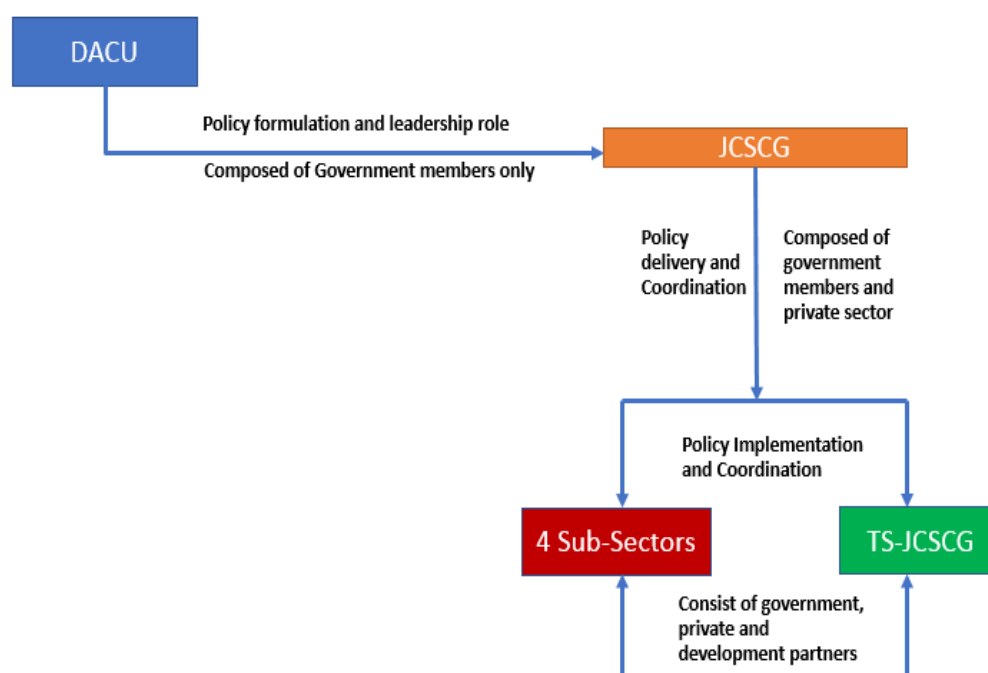 DACU
Policy formulation and leadership role
Composed of Government members only
JCSCG
Policy
delivery and
Coordination
Composed of
government
members and
private sector
Policy Implementation
and Coordination
4 Sub-Sectors
TS-JCSCG
Consist of government,
private and
development partners